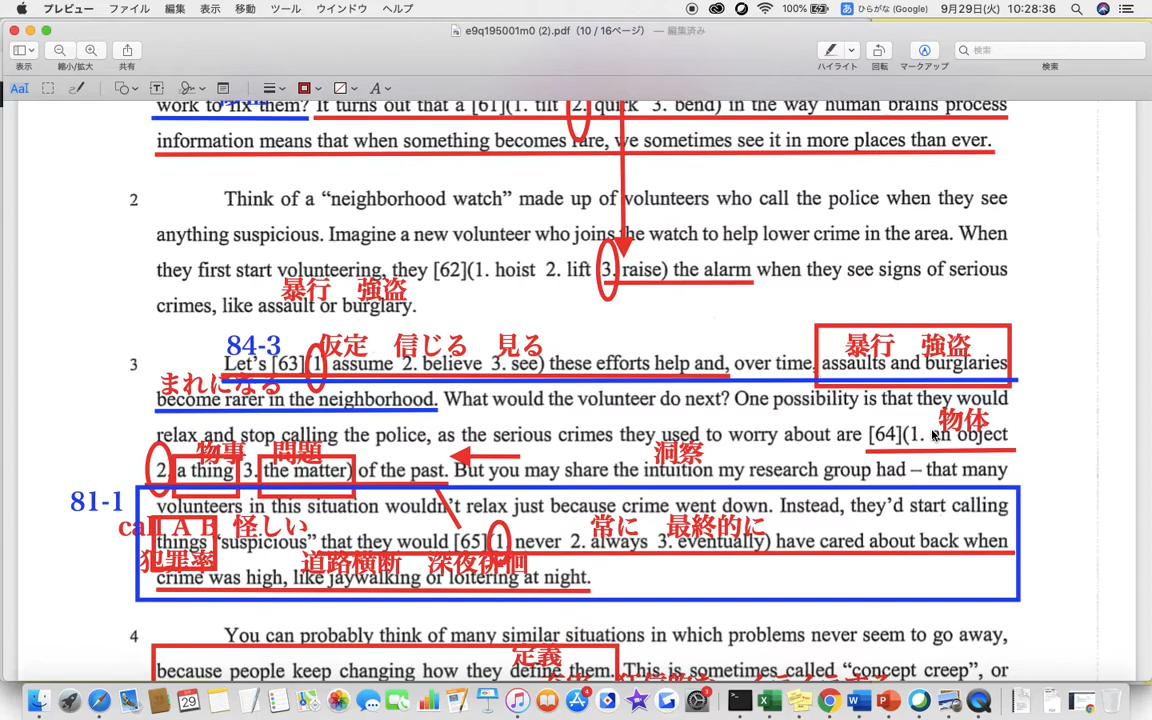 プレビュー ファイル 編集 表示 移動 ツール ウインドウ ヘルプ 100% あ ひらがな (Google) 9月29日(火) 10:28:36
e9q195001m0 (2).pdf (10 / 16ページ) — 編集済み
検索
表示 縮小/拡大 共有 ハイライト 回転 マークアップ 検索
work to fix them? It turns out that a [61](1. tilt 2. quirk 3. bend) in the way human brains process
information means that when something becomes rare, we sometimes see it in more places than ever.
2 Think of a “neighborhood watch” made up of volunteers who call the police when they see
anything suspicious. Imagine a new volunteer who joins the watch to help lower crime in the area. When
they first start volunteering, they [62](1. hoist 2. lift 3. raise) the alarm when they see signs of serious
暴行 強盗
crimes, like assault or burglary.
84-3 仮定 信じる 見る 暴行 強盗
3 Let’s [63](1 assume 2. believe 3. see) these efforts help and, over time, assaults and burglaries
まれになる
become rarer in the neighborhood. What would the volunteer do next? One possibility is that they would
物体
relax and stop calling the police, as the serious crimes they used to worry about are [64](1. an object
物事 問題 洞察
2. a thing 3. the matter) of the past. But you may share the intuition my research group had – that many
81-1
volunteers in this situation wouldn’t relax just because crime went down. Instead, they’d start calling
call A B 怪しい 常に 最終的に
things “suspicious” that they would [65](1 never 2. always 3. eventually) have cared about back when
犯罪率 道路横断 深夜徘徊
crime was high, like jaywalking or loitering at night.
4 You can probably think of many similar situations in which problems never seem to go away,
定義
because people keep changing how they define them. This is sometimes called “concept creep”, or